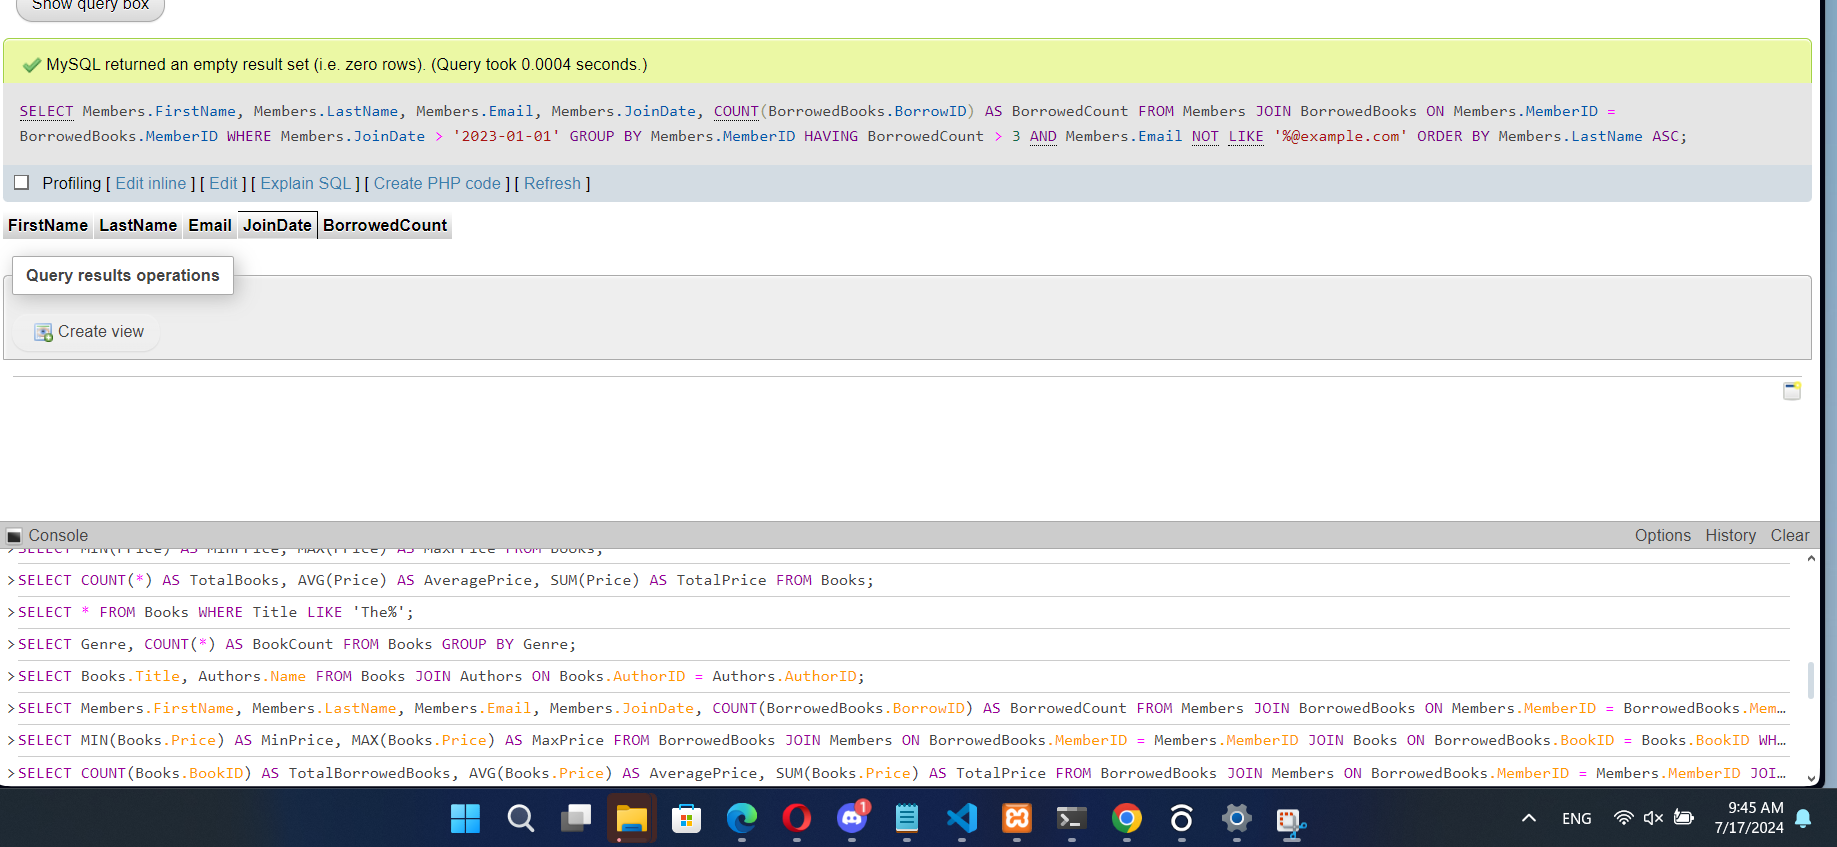 Show query box
MySQL returned an empty result set (i.e. zero rows). (Query took 0.0004 seconds.)
SELECT Members.FirstName, Members.LastName, Members.Email, Members.JoinDate, COUNT(BorrowedBooks.BorrowID) AS BorrowedCount FROM Members JOIN BorrowedBooks ON Members.MemberID =
BorrowedBooks.MemberID WHERE Members.JoinDate > '2023-01-01' GROUP BY Members.MemberID HAVING BorrowedCount > 3 AND Members.Email NOT LIKE '%@example.com' ORDER BY Members.LastName ASC;
Profiling [ Edit inline ] [ Edit ] [ Explain SQL ] [ Create PHP code ] [ Refresh ]
FirstName LastName Email JoinDate BorrowedCount
Query results operations
Create view
Console Options History Clear
>SELECT MIN(Price) AS MinPrice, MAX(Price) AS MaxPrice FROM Books;
>SELECT COUNT(*) AS TotalBooks, AVG(Price) AS AveragePrice, SUM(Price) AS TotalPrice FROM Books;
>SELECT * FROM Books WHERE Title LIKE 'The%';
>SELECT Genre, COUNT(*) AS BookCount FROM Books GROUP BY Genre;
>SELECT Books.Title, Authors.Name FROM Books JOIN Authors ON Books.AuthorID = Authors.AuthorID;
>SELECT Members.FirstName, Members.LastName, Members.Email, Members.JoinDate, COUNT(BorrowedBooks.BorrowID) AS BorrowedCount FROM Members JOIN BorrowedBooks ON Members.MemberID = BorrowedBooks.Mem…
>SELECT MIN(Books.Price) AS MinPrice, MAX(Books.Price) AS MaxPrice FROM BorrowedBooks JOIN Members ON BorrowedBooks.MemberID = Members.MemberID JOIN Books ON BorrowedBooks.BookID = Books.BookID WH…
>SELECT COUNT(Books.BookID) AS TotalBorrowedBooks, AVG(Books.Price) AS AveragePrice, SUM(Books.Price) AS TotalPrice FROM BorrowedBooks JOIN Members ON BorrowedBooks.MemberID = Members.MemberID JOI…
1
ENG
9:45 AM
7/17/2024